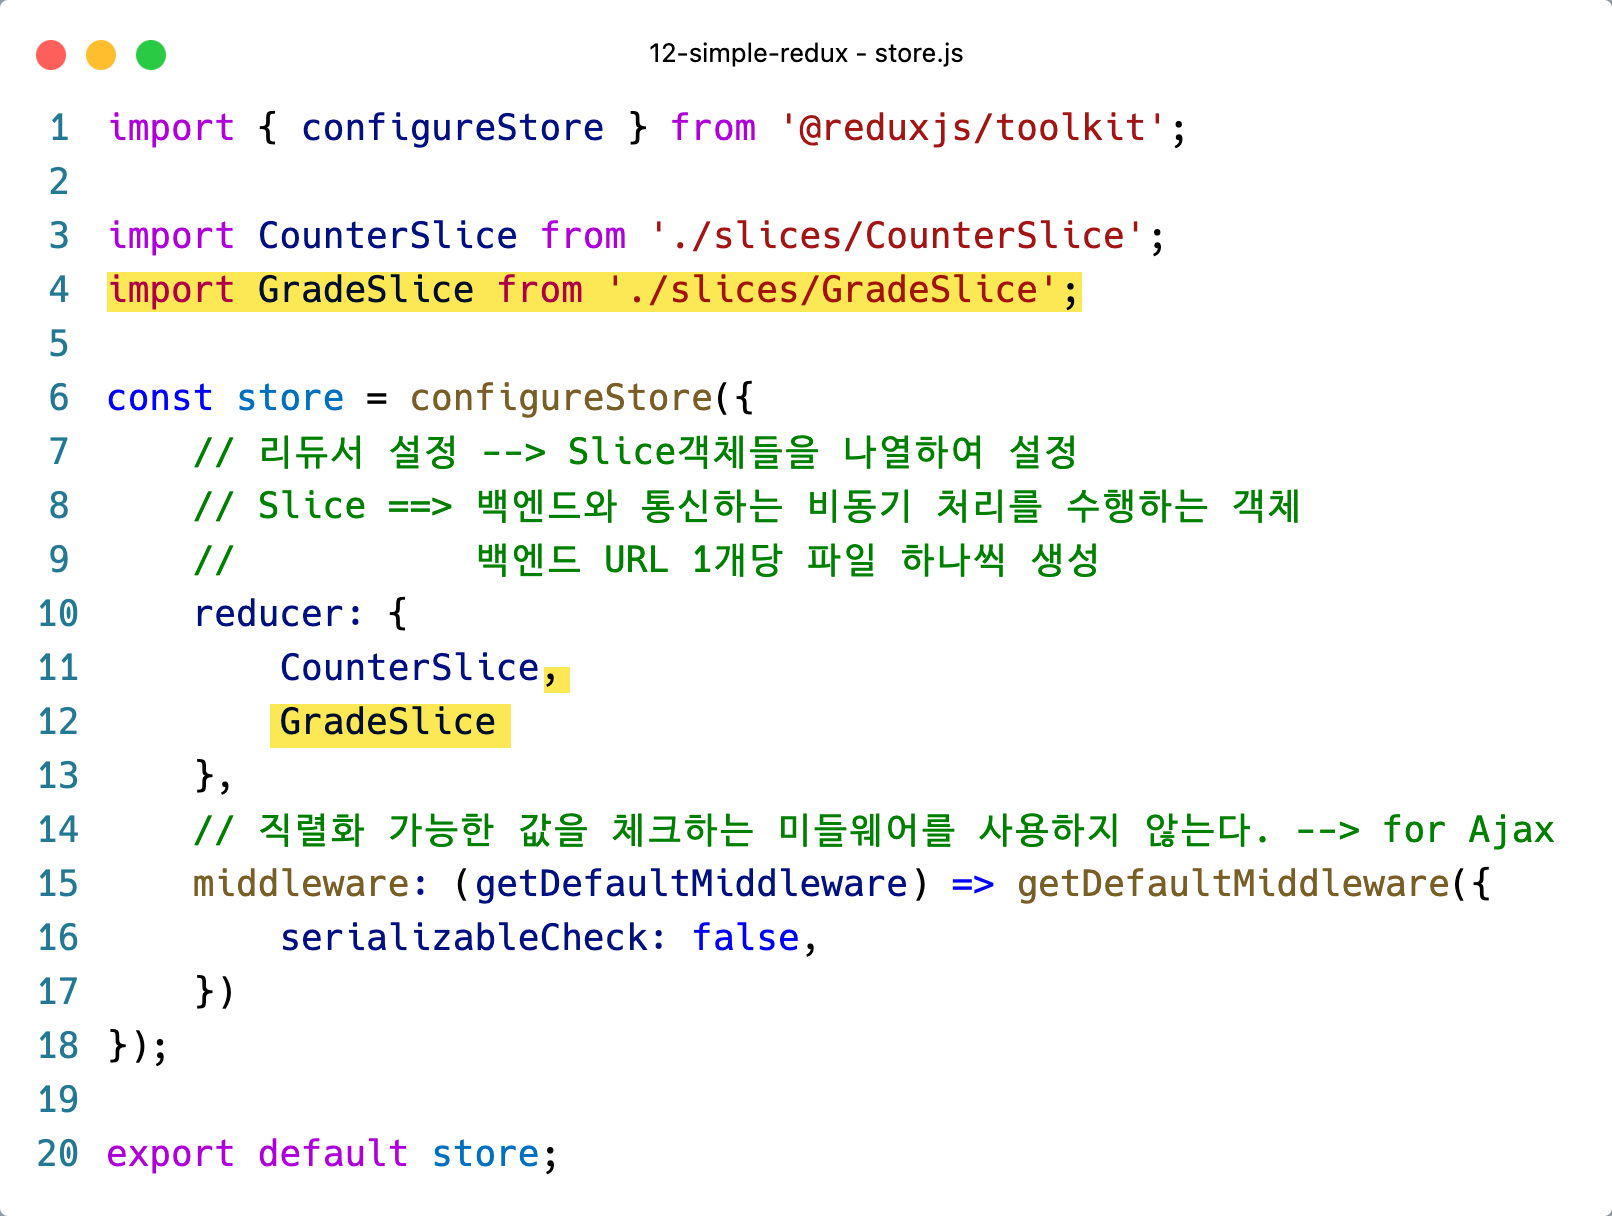 12-simple-redux - store.js
1 import { configureStore } from '@reduxjs/toolkit';
2
3 import CounterSlice from './slices/CounterSlice';
4 import GradeSlice from './slices/GradeSlice';
5
6 const store = configureStore({
7     // 리듀서 설정 --> Slice객체들을 나열하여 설정
8     // Slice ==> 백엔드와 통신하는 비동기 처리를 수행하는 객체
9     //           백엔드 URL 1개당 파일 하나씩 생성
10     reducer: {
11         CounterSlice,
12         GradeSlice
13     },
14     // 직렬화 가능한 값을 체크하는 미들웨어를 사용하지 않는다. --> for Ajax
15     middleware: (getDefaultMiddleware) => getDefaultMiddleware({
16         serializableCheck: false,
17     })
18 });
19
20 export default store;